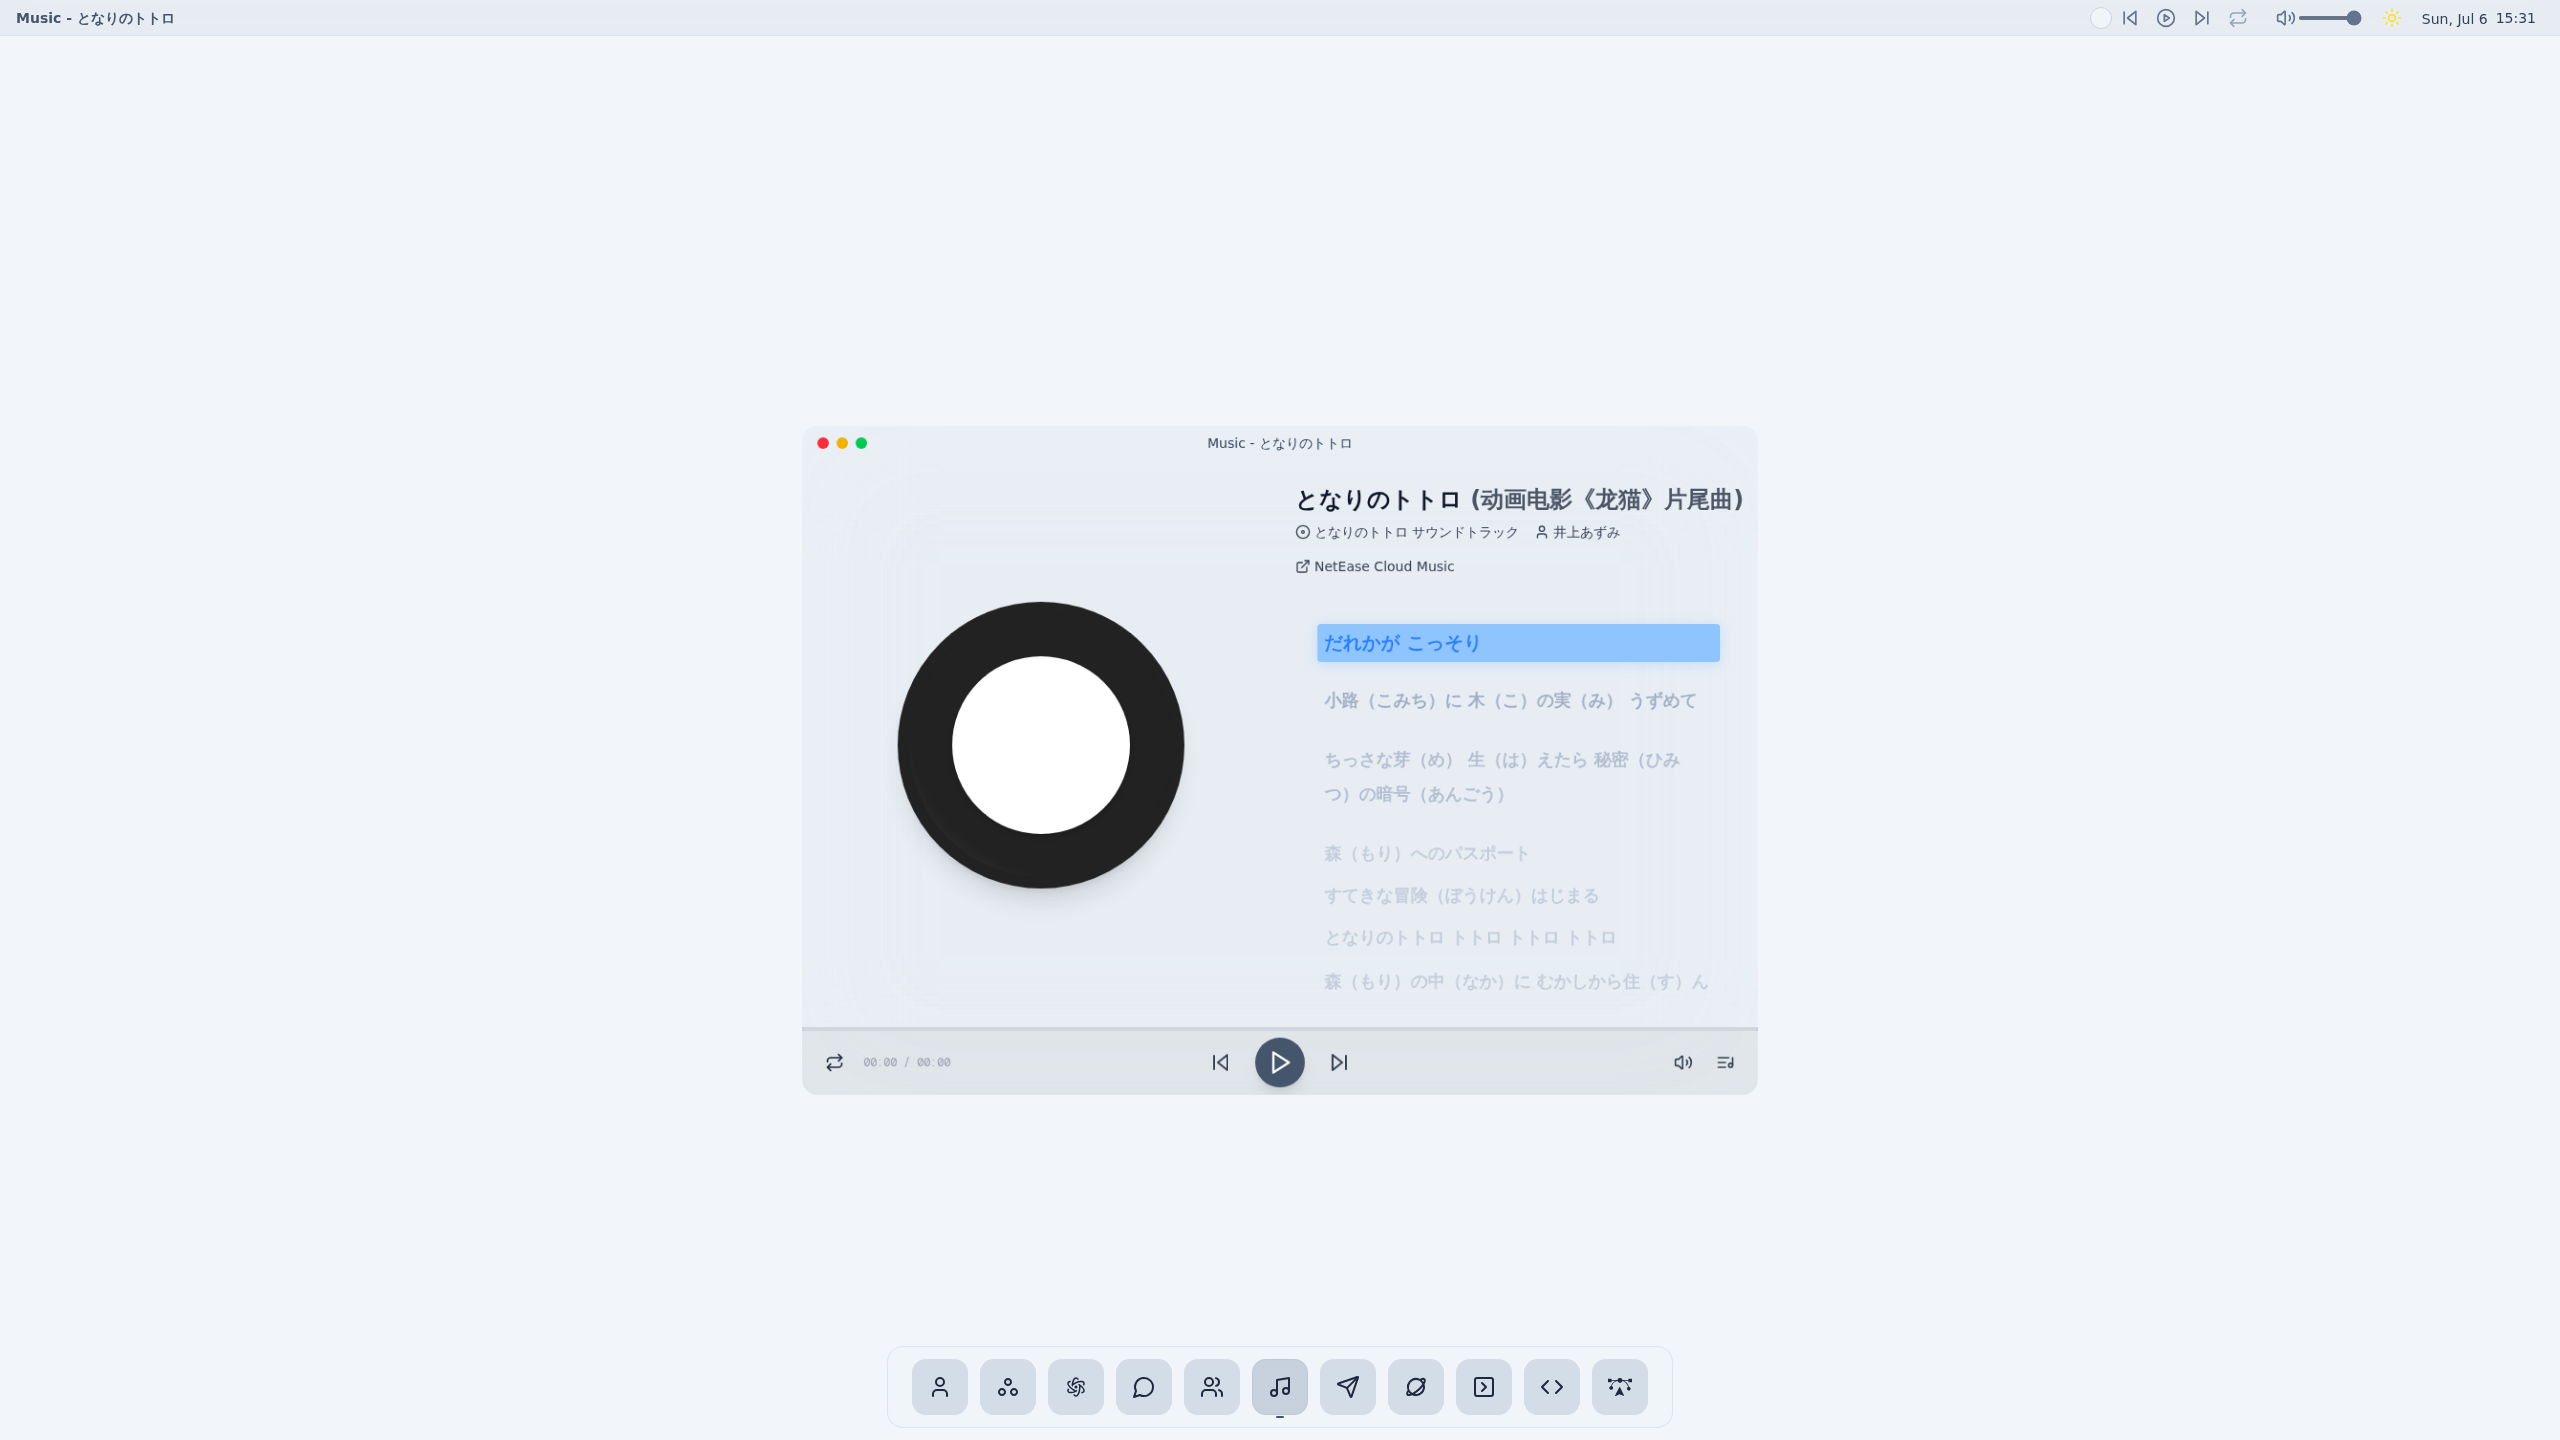 Music - となりのトトロ
Sun, Jul 6 15:31
Music - となりのトトロ
となりのトトロ (动画电影《龙猫》片尾曲)
となりのトトロ サウンドトラック 井上あずみ
NetEase Cloud Music
だれかが こっそり
小路（こみち）に 木（こ）の実（み） うずめて
ちっさな芽（め） 生（は）えたら 秘密（ひみ
つ）の暗号（あんごう）
森（もり）へのパスポート
すてきな冒険（ぼうけん）はじまる
となりのトトロ トトロ トトロ トトロ
森（もり）の中（なか）に むかしから住（す）ん
00:00 / 00:00